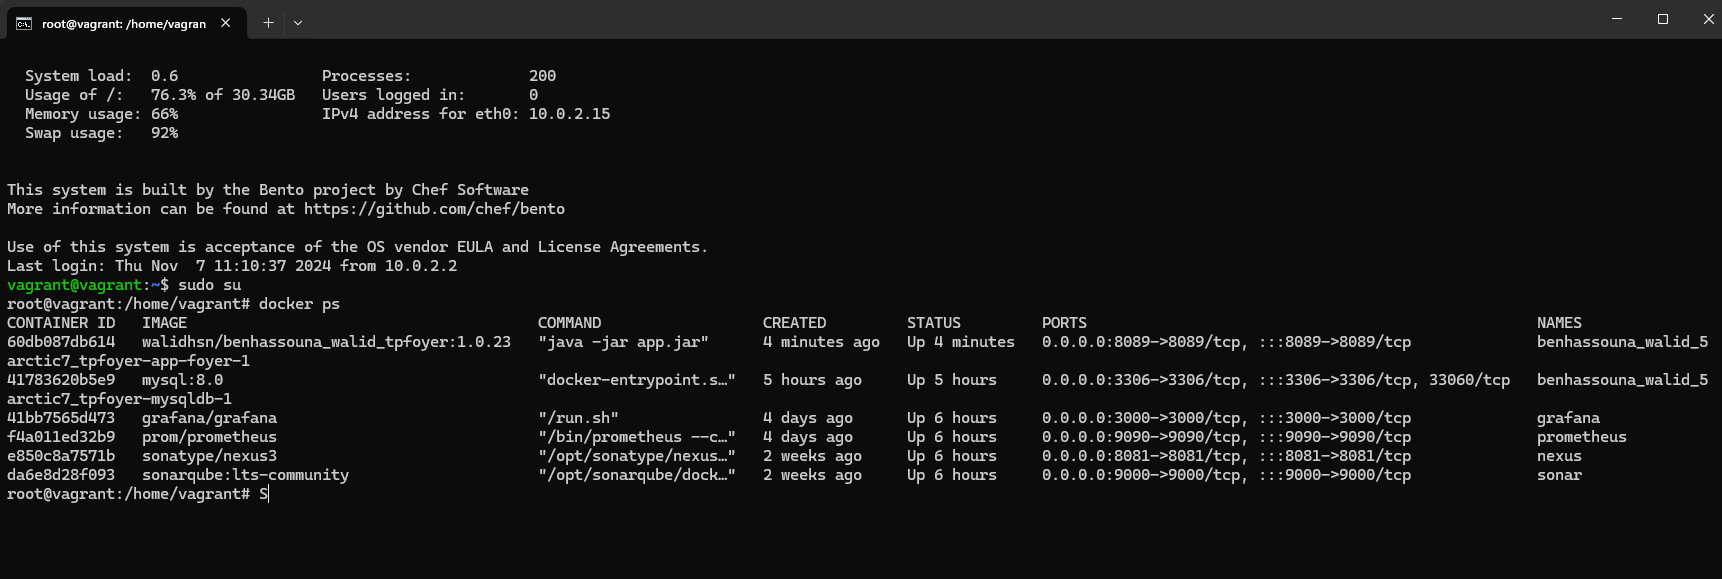 root@vagrant: /home/vagran
System load:  0.6                Processes:             200
Usage of /:   76.3% of 30.34GB   Users logged in:       0
Memory usage: 66%                IPv4 address for eth0: 10.0.2.15
Swap usage:   92%
This system is built by the Bento project by Chef Software
More information can be found at https://github.com/chef/bento
Use of this system is acceptance of the OS vendor EULA and License Agreements.
Last login: Thu Nov  7 11:10:37 2024 from 10.0.2.2
vagrant@vagrant:~$ sudo su
root@vagrant:/home/vagrant# docker ps
CONTAINER ID   IMAGE                                       COMMAND                  CREATED         STATUS         PORTS                                                  NAMES
60db087db614   walidhsn/benhassouna_walid_tpfoyer:1.0.23   "java -jar app.jar"      4 minutes ago   Up 4 minutes   0.0.0.0:8089->8089/tcp, :::8089->8089/tcp              benhassouna_walid_5
arctic7_tpfoyer-app-foyer-1
41783620b5e9   mysql:8.0                                   "docker-entrypoint.s…"   5 hours ago     Up 5 hours     0.0.0.0:3306->3306/tcp, :::3306->3306/tcp, 33060/tcp   benhassouna_walid_5
arctic7_tpfoyer-mysqldb-1
41bb7565d473   grafana/grafana                             "/run.sh"                4 days ago      Up 6 hours     0.0.0.0:3000->3000/tcp, :::3000->3000/tcp              grafana
f4a011ed32b9   prom/prometheus                             "/bin/prometheus --c…"   4 days ago      Up 6 hours     0.0.0.0:9090->9090/tcp, :::9090->9090/tcp              prometheus
e850c8a7571b   sonatype/nexus3                             "/opt/sonatype/nexus…"   2 weeks ago     Up 6 hours     0.0.0.0:8081->8081/tcp, :::8081->8081/tcp              nexus
da6e8d28f093   sonarqube:lts-community                     "/opt/sonarqube/dock…"   2 weeks ago     Up 6 hours     0.0.0.0:9000->9000/tcp, :::9000->9000/tcp              sonar
root@vagrant:/home/vagrant# S